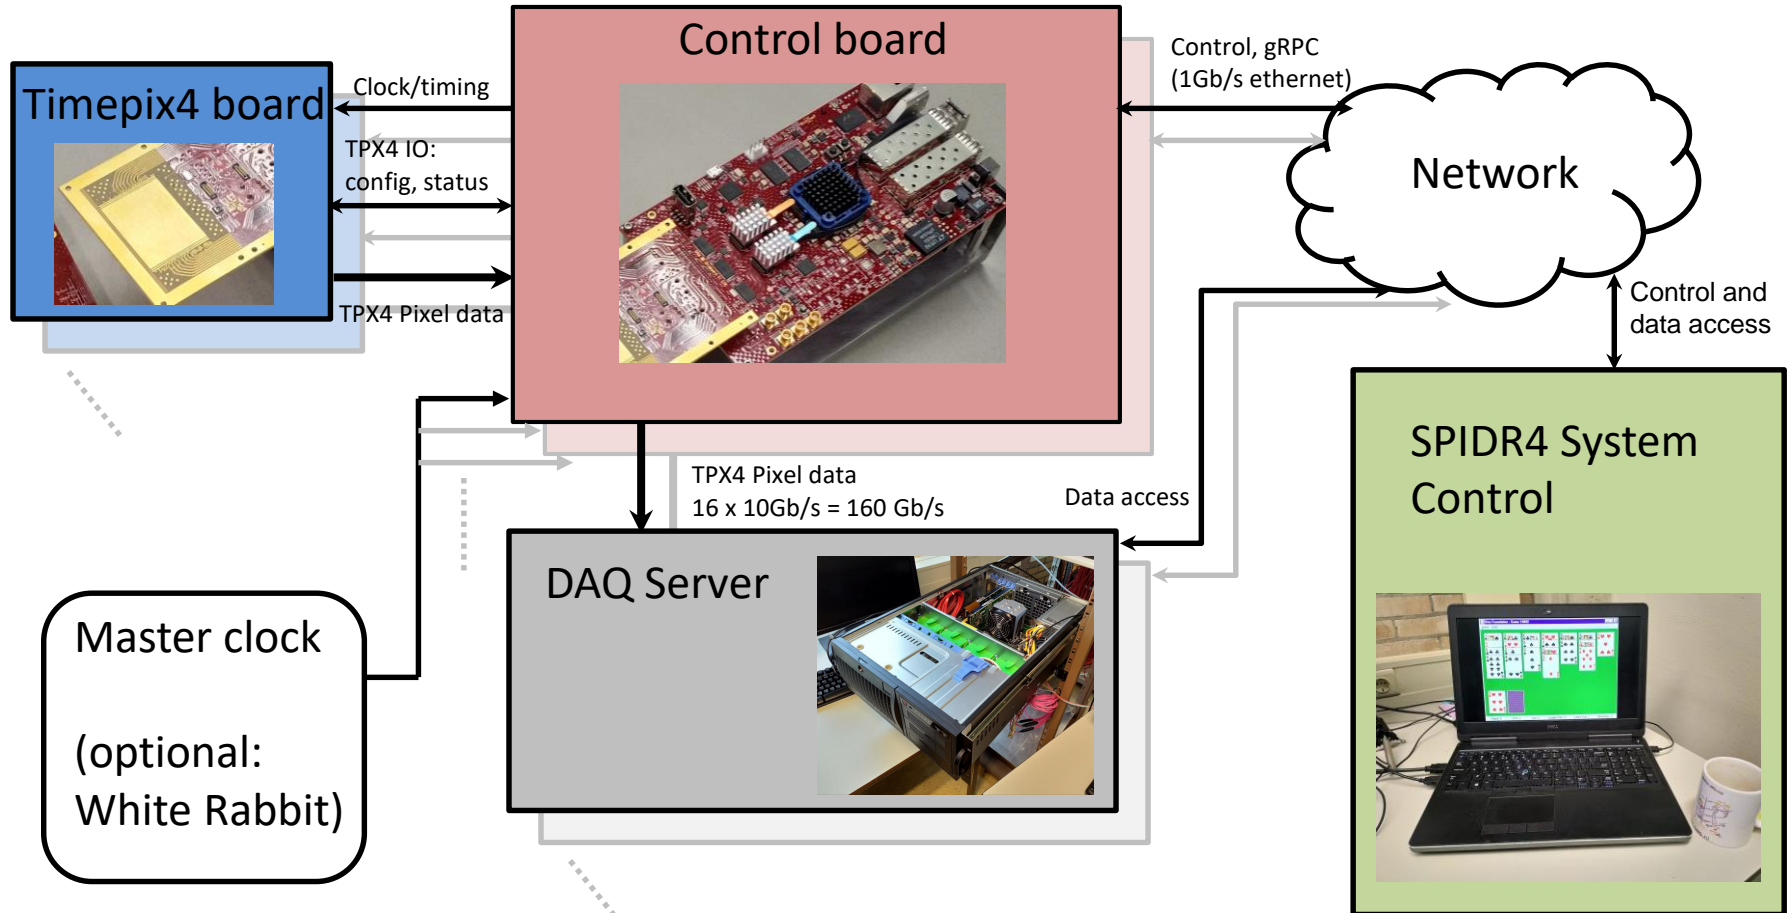 Control board
Timepix4 board
Clock/timing
TPX4 IO:
config, status
TPX4 Pixel data
Control, gRPC
(1Gb/s ethernet)
Network
Control and
data access
TPX4 Pixel data
16 x 10Gb/s = 160 Gb/s
Data access
SPIDR4 System
Control
DAQ Server
Master clock
(optional:
White Rabbit)
DELL